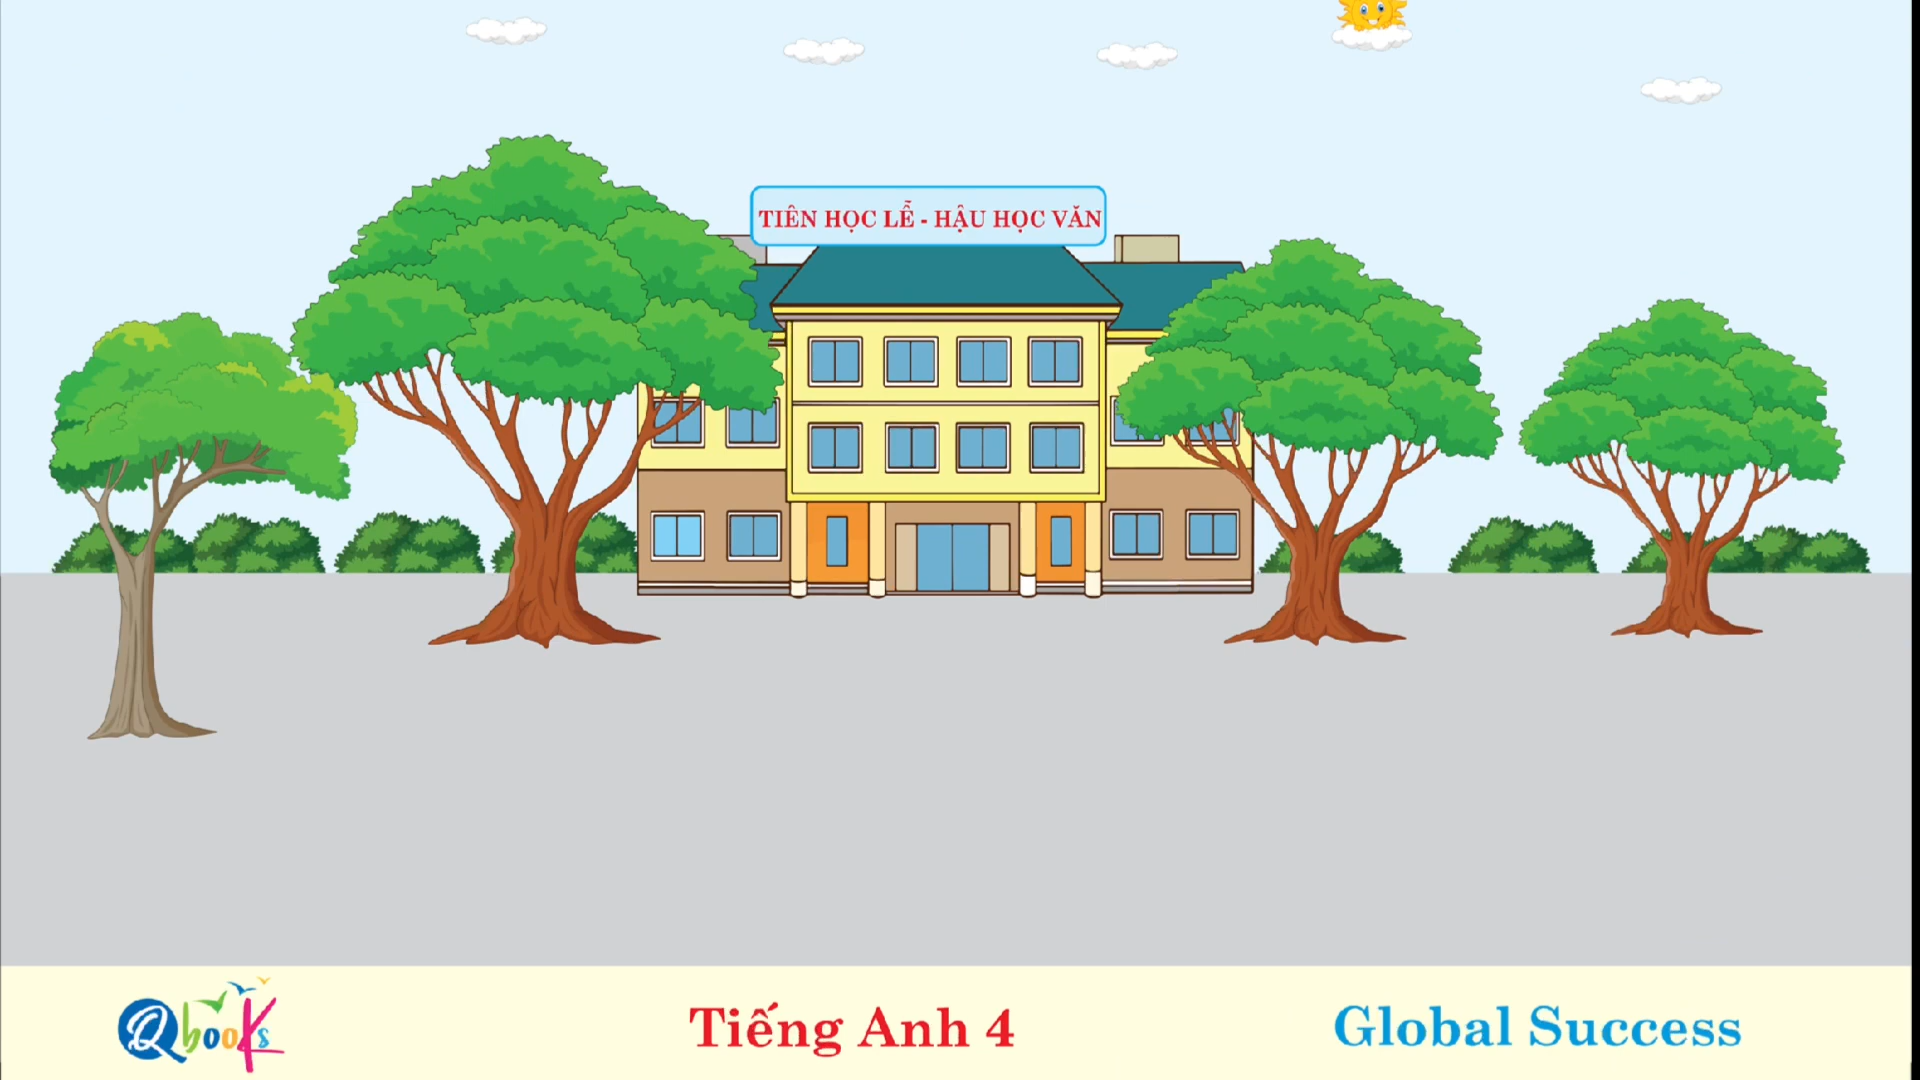 TIÊN HỌC LỄ - HẬU HỌC VĂN
Qbooks
Tiếng Anh 4
Global Success